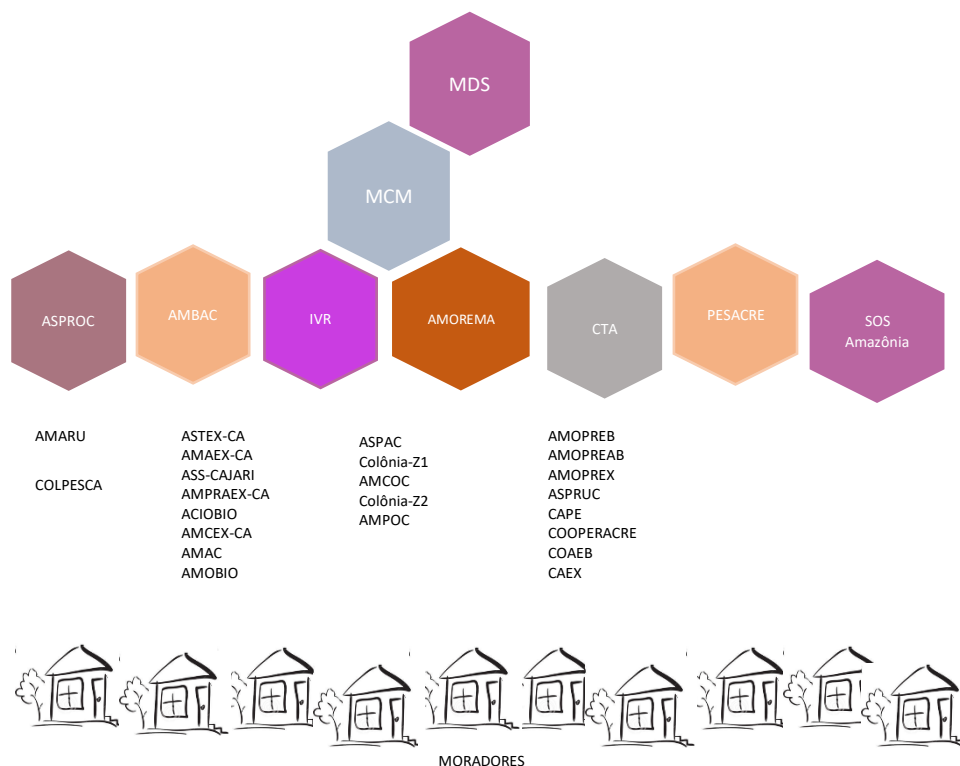 MDS
MCM
ASPROC
AMBAC
IVR
AMOREMA
CTA
PESACRE
SOS
Amazônia
AMARU
COLPESCA
ASTEX-CA
AMAEX-CA
ASS-CAJARI
AMPRAEX-CA
ACIOBIO
AMCEX-CA
AMAC
AMOBIO
ASPAC
Colônia-Z1
AMCOC
Colônia-Z2
AMPOC
AMOPREB
AMOPREAB
AMOPREX
ASPRUC
CAPE
COOPERACRE
COAEB
CAEX
MORADORES